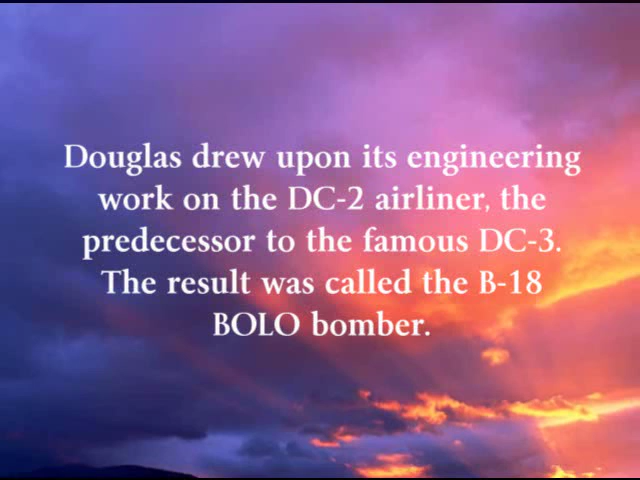 Douglas drew upon its engineering
work on the DC-2 airliner, the
predecessor to the famous DC-3.
The result was called the B-18
BOLO bomber.